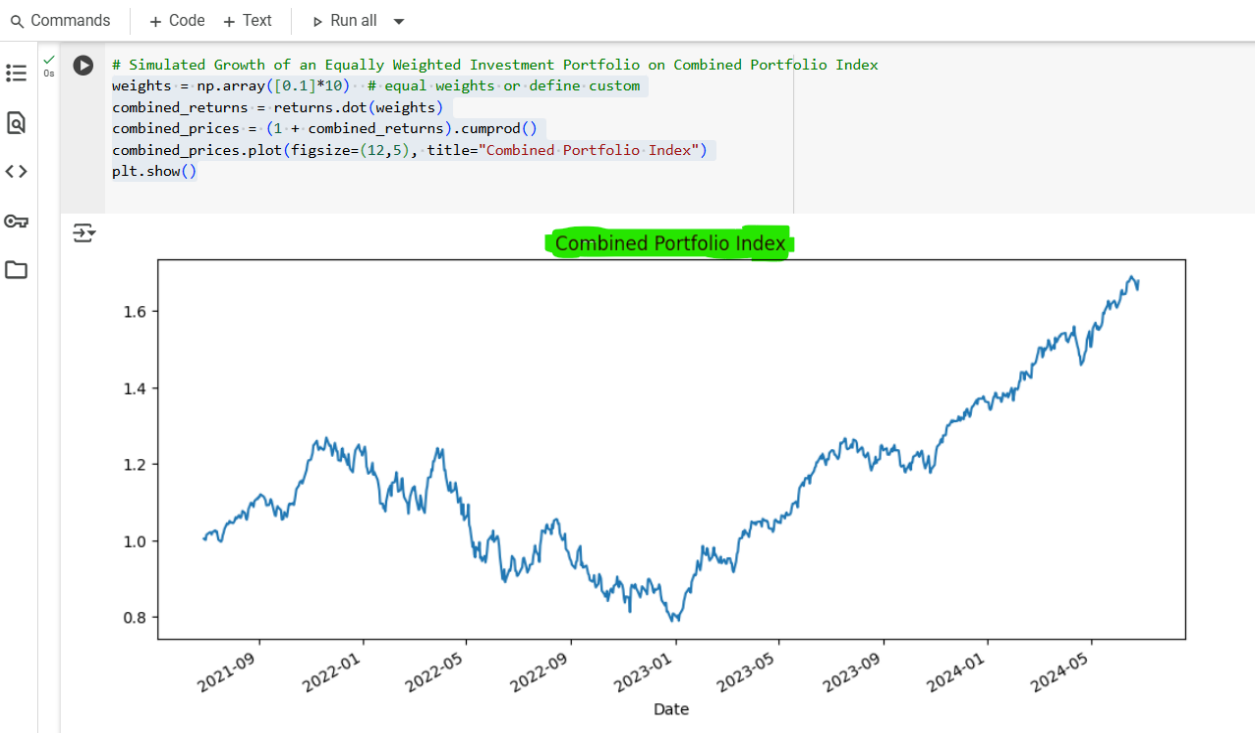 Commands + Code + Text Run all
0s
# Simulated Growth of an Equally Weighted Investment Portfolio on Combined Portfolio Index
weights = np.array([0.1]*10)  # equal weights or define custom
combined_returns = returns.dot(weights)
combined_prices = (1 + combined_returns).cumprod()
combined_prices.plot(figsize=(12,5), title="Combined Portfolio Index")
plt.show()
Combined Portfolio Index
1.6
1.4
1.2
1.0
0.8
2021-09 2022-01 2022-05 2022-09 2023-01 2023-05 2023-09 2024-01 2024-05
Date